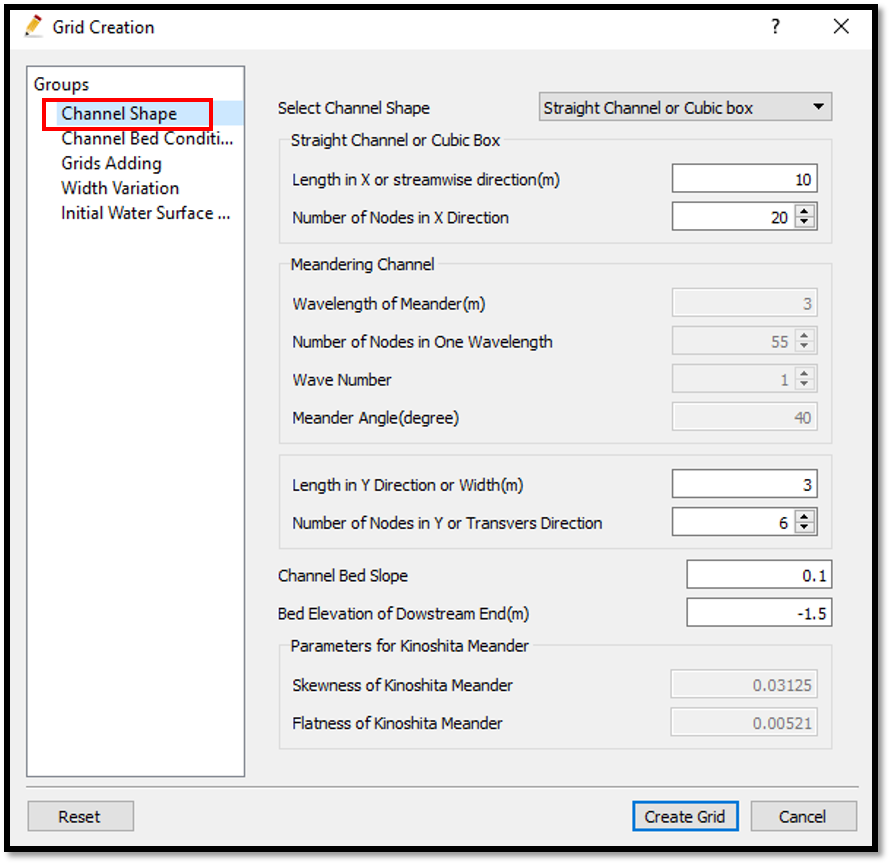 Grid Creation
?
Groups
Channel Shape
Channel Bed Conditi...
Grids Adding
Width Variation
Initial Water Surface ...
Select Channel Shape Straight Channel or Cubic box
Straight Channel or Cubic Box
Length in X or streamwise direction(m) 10
Number of Nodes in X Direction 20
Meandering Channel
Wavelength of Meander(m) 3
Number of Nodes in One Wavelength 55
Wave Number 1
Meander Angle(degree) 40
Length in Y Direction or Width(m) 3
Number of Nodes in Y or Transvers Direction 6
Channel Bed Slope 0.1
Bed Elevation of Dowstream End(m) -1.5
Parameters for Kinoshita Meander
Skewness of Kinoshita Meander 0.03125
Flatness of Kinoshita Meander 0.00521
Reset Create Grid Cancel